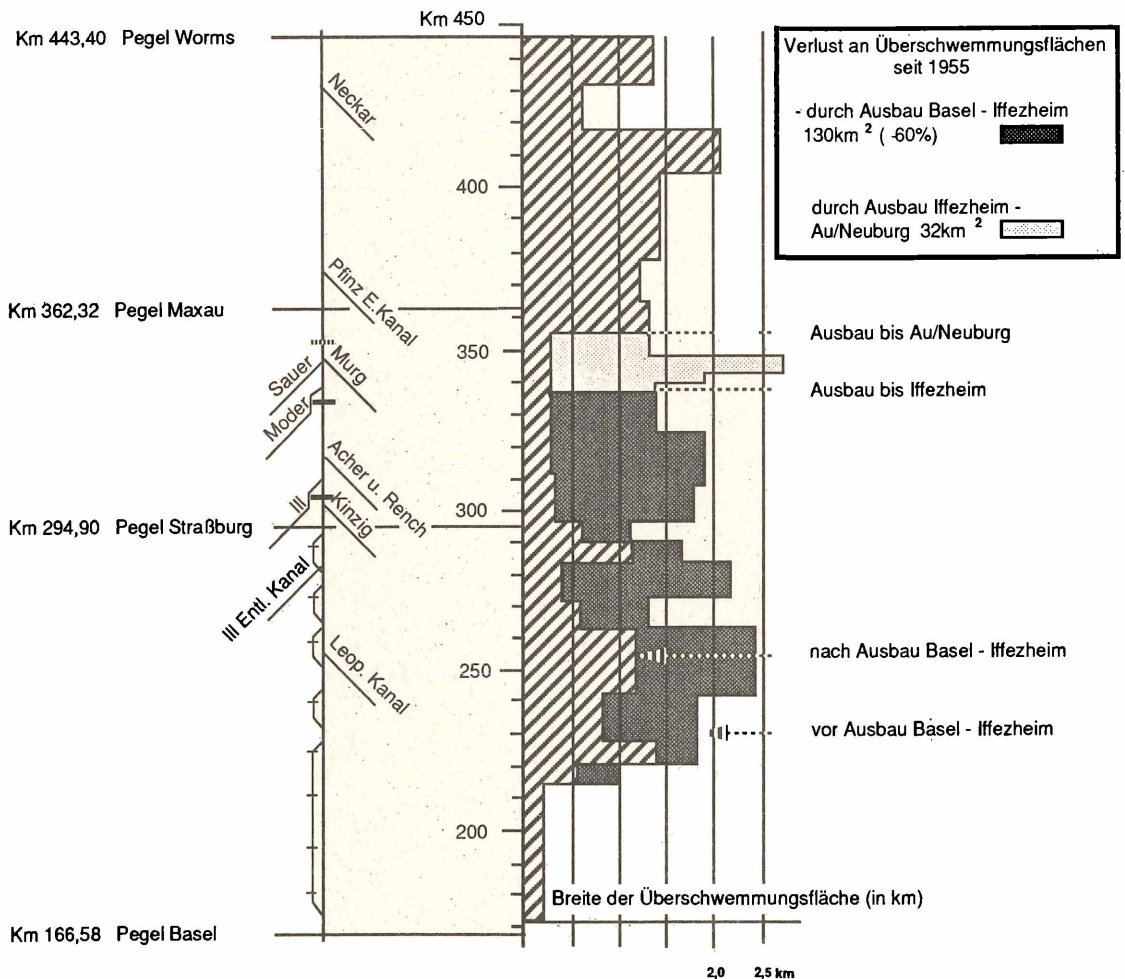 Km 450
Km 443,40 Pegel Worms
Verlust an Überschwemmungsflächen
seit 1955
- durch Ausbau Basel - Iffezheim
130km ² ( -60%)
durch Ausbau Iffezheim -
Au/Neuburg 32km ²
Neckar
400
Pfinz E.Kanal
Km 362,32 Pegel Maxau
Ausbau bis Au/Neuburg
350
Sauer
Murg
Ausbau bis Iffezheim
Moder
Acher u. Rench
Ill
Kinzig
300
Km 294,90 Pegel Straßburg
Ill Entl. Kanal
Leop. Kanal
nach Ausbau Basel - Iffezheim
250
vor Ausbau Basel - Iffezheim
200
Breite der Überschwemmungsfläche (in km)
Km 166,58 Pegel Basel
2,0 2,5 km